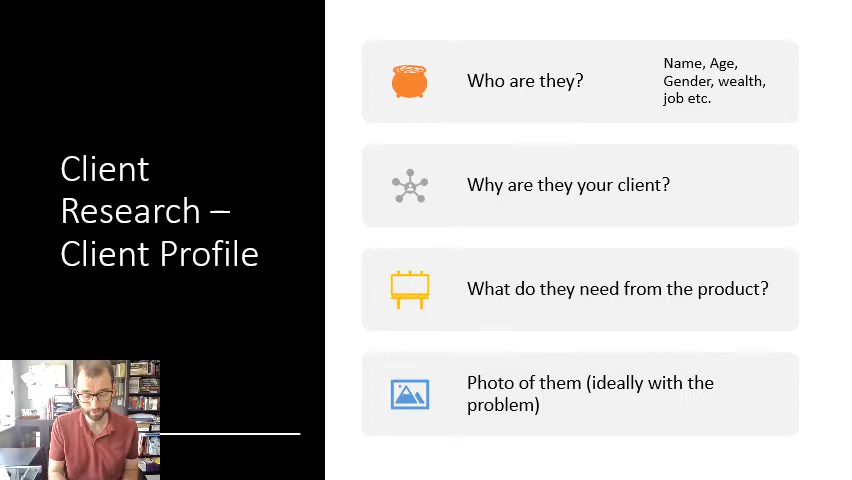 Client
Research –
Client Profile
Who are they?
Name, Age,
Gender, wealth,
job etc.
Why are they your client?
What do they need from the product?
Photo of them (ideally with the
problem)